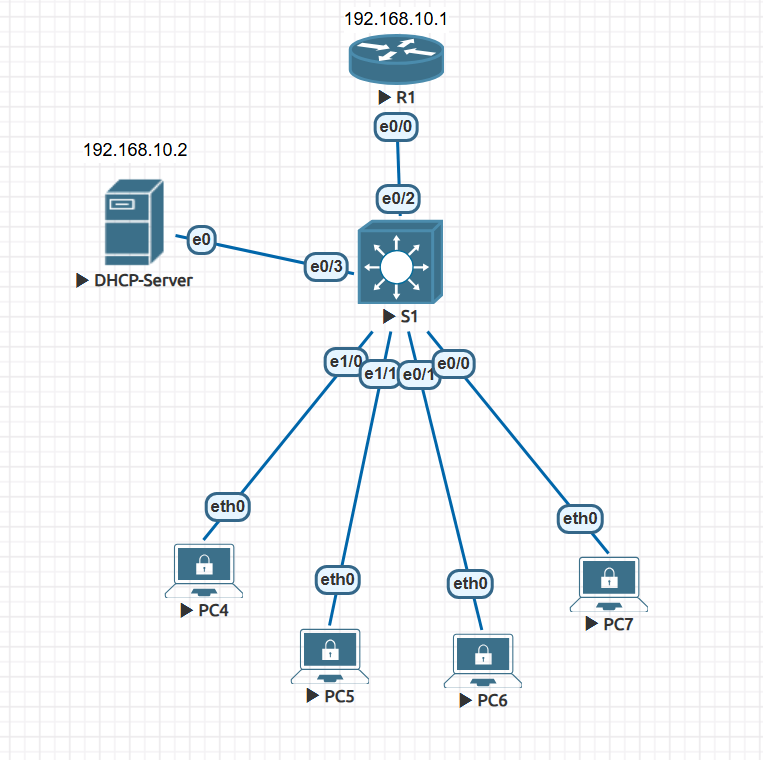 192.168.10.1
R1
e0/0
192.168.10.2
e0/2
e0
e0/3
DHCP-Server
S1
e1/0
e1/1
e0/1
e0/0
eth0
eth0
eth0
eth0
PC4
PC7
PC5
PC6